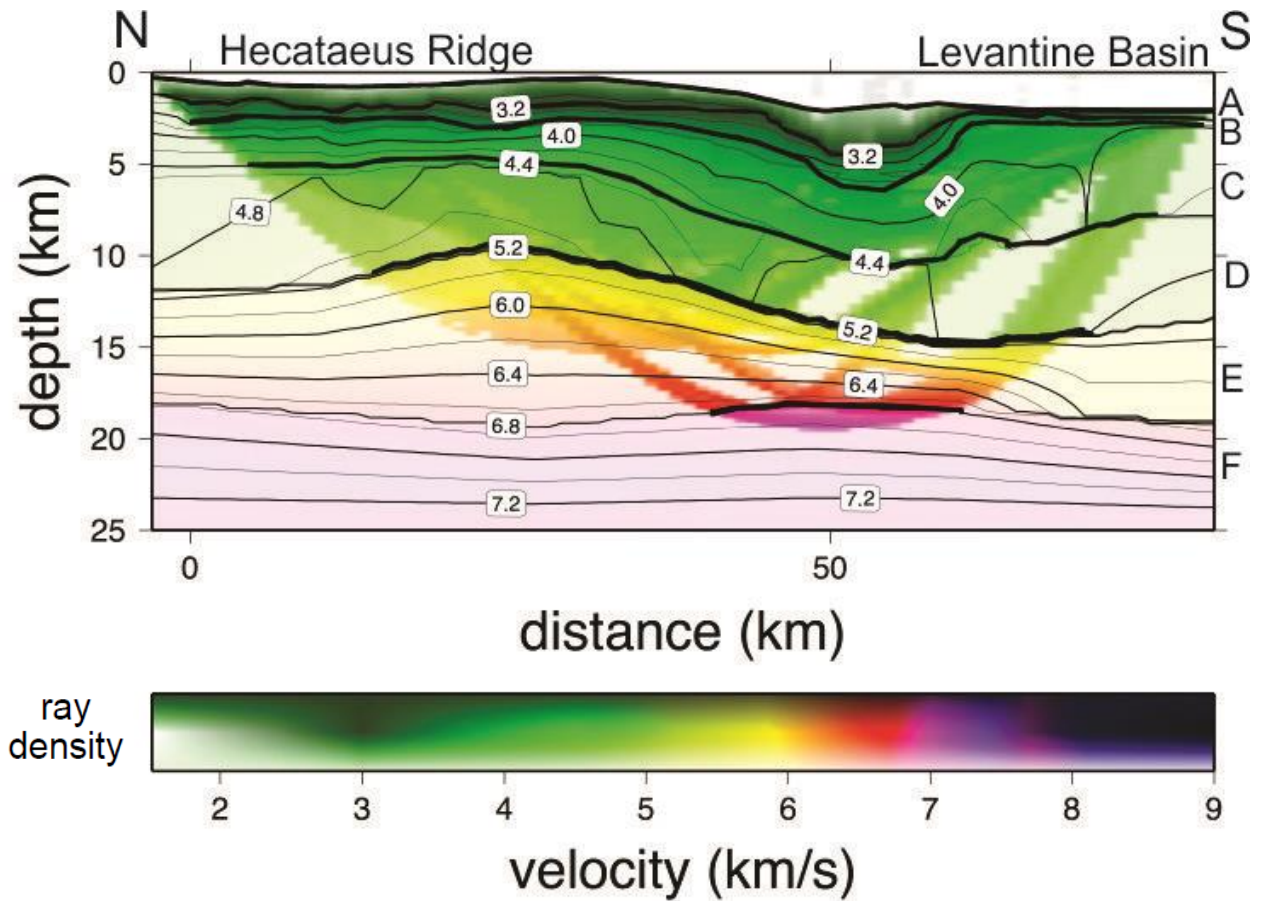 N
S
Hecataeus Ridge
Levantine Basin
0
5
10
15
20
25
depth (km)
3.2
4.0
4.4
4.8
5.2
6.0
6.4
6.8
7.2
3.2
4.0
4.4
5.2
6.4
7.2
A
B
C
D
E
F
0
50
distance (km)
ray
density
2
3
4
5
6
7
8
9
velocity (km/s)